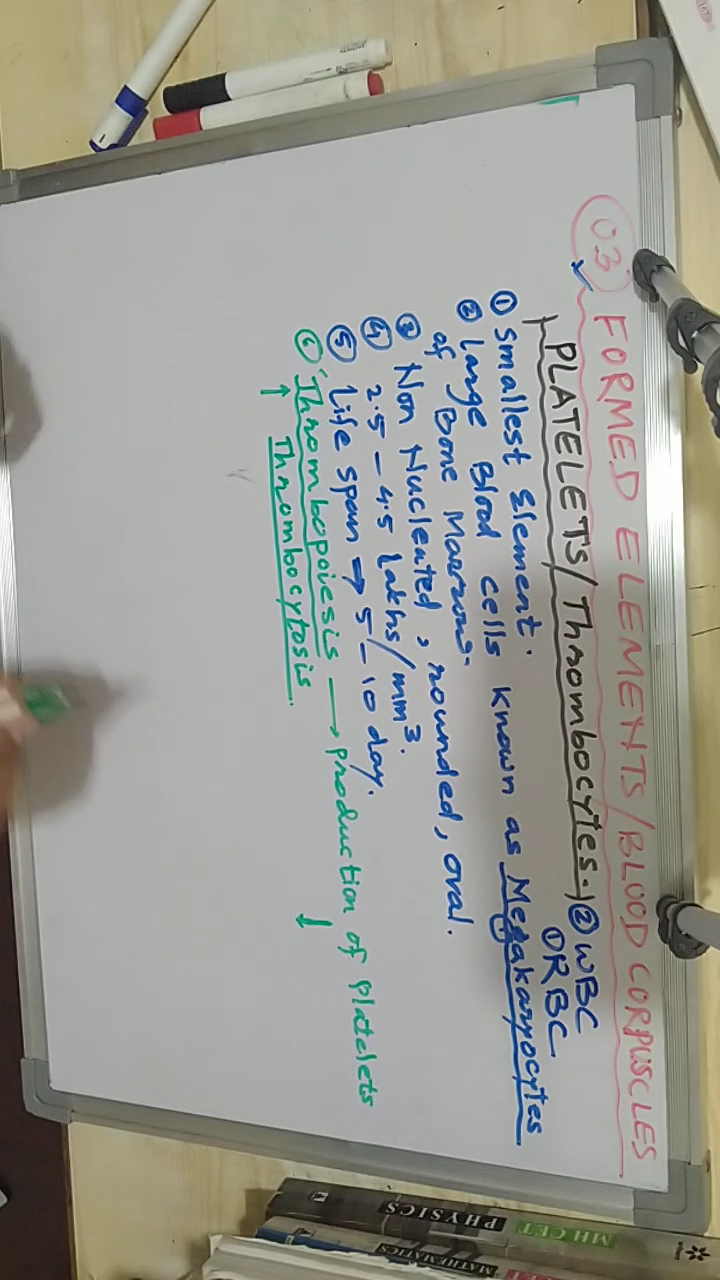 03 FORMED ELEMENTS/BLOOD CORPUSCLES
PLATELETS/Thrombocytes. ② WBC
① RBC
① smallest Element.
② Large Blood cells known as Megakaryocytes
of Bone Marrow.
③ Non Nucleated, rounded, oval.
④ 2.5 - 4.5 lakhs/mm³.
⑤ Life span → 5-10 day.
⑥ 'Thrombopoiesis → production of platelets
↑ Thrombocytosis ↓
MH CET
PHYSICS
MATHEMATICS